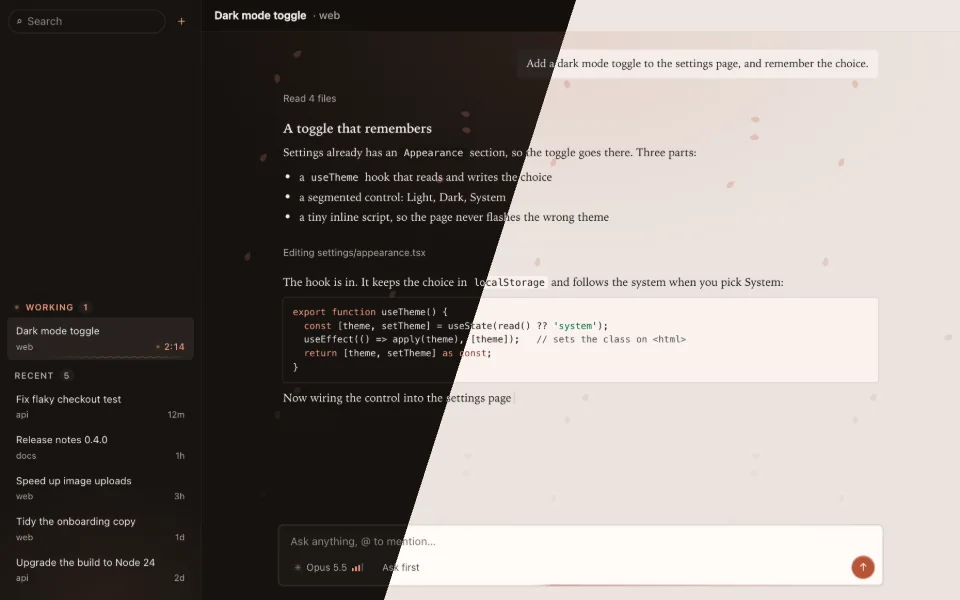 Search
+
WORKING 1
Dark mode toggle
web 2:14
RECENT 5
Fix flaky checkout test
api 12m
Release notes 0.4.0
docs 1h
Speed up image uploads
web 3h
Tidy the onboarding copy
web 1d
Upgrade the build to Node 24
api 2d
Dark mode toggle · web
Add a dark mode toggle to the settings page, and remember the choice.
Read 4 files
A toggle that remembers
Settings already has an Appearance section, so the toggle goes there. Three parts:
• a useTheme hook that reads and writes the choice
• a segmented control: Light, Dark, System
• a tiny inline script, so the page never flashes the wrong theme
Editing settings/appearance.tsx
The hook is in. It keeps the choice in localStorage and follows the system when you pick System:
export function useTheme() {
  const [theme, setTheme] = useState(read() ?? 'system');
  useEffect(() => apply(theme), [theme]);   // sets the class on <html>
  return [theme, setTheme] as const;
}
Now wiring the control into the settings page
Ask anything, @ to mention...
Opus 5.5 Ask first